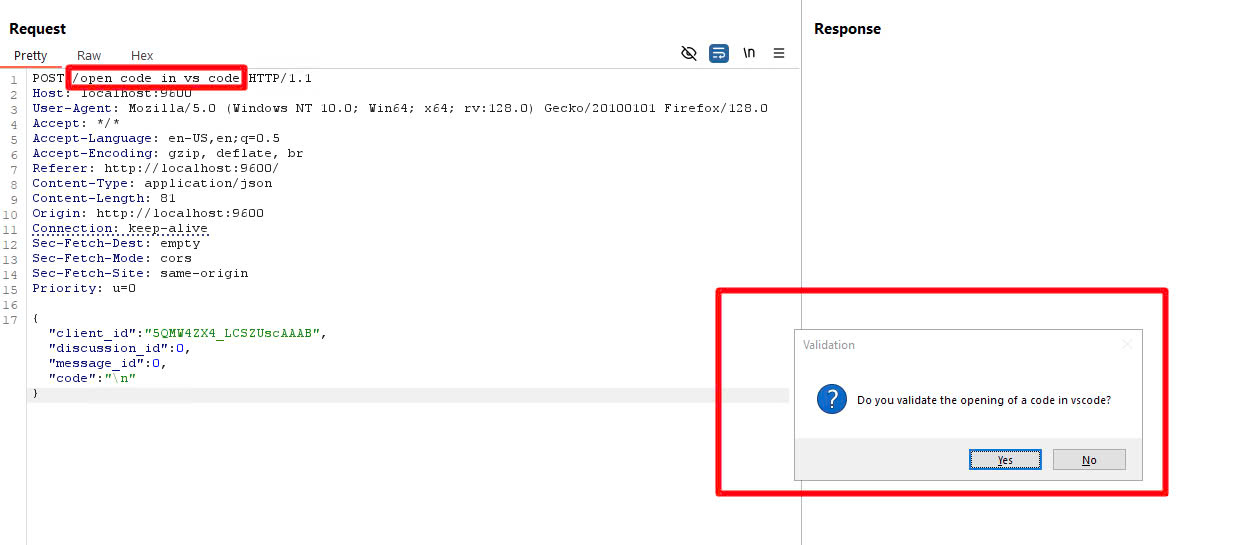 Request
Response
Pretty Raw Hex
\n
1 POST /open_code_in_vs_code HTTP/1.1
2 Host: localhost:9600
3 User-Agent: Mozilla/5.0 (Windows NT 10.0; Win64; x64; rv:128.0) Gecko/20100101 Firefox/128.0
4 Accept: */*
5 Accept-Language: en-US,en;q=0.5
6 Accept-Encoding: gzip, deflate, br
7 Referer: http://localhost:9600/
8 Content-Type: application/json
9 Content-Length: 81
10 Origin: http://localhost:9600
11 Connection: keep-alive
12 Sec-Fetch-Dest: empty
13 Sec-Fetch-Mode: cors
14 Sec-Fetch-Site: same-origin
15 Priority: u=0
16
17 {
"client_id":"5QMW4ZX4_LCSZUscAAAB",
"discussion_id":0,
"message_id":0,
"code":"\n"
}
Validation
Do you validate the opening of a code in vscode?
Yes No